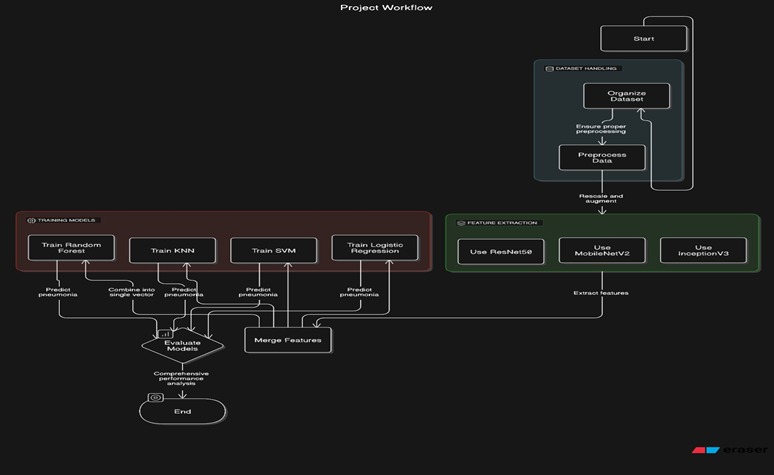 Project Workflow
Start
DATASET HANDLING
Organize
Dataset
Ensure proper
preprocessing
Preprocess
Data
Rescale and
augment
TRAINING MODELS
Train Random
Forest
Train KNN
Train SVM
Train Logistic
Regression
FEATURE EXTRACTION
Use ResNet50
Use
MobileNetV2
Use
InceptionV3
Predict
pneumonia
Combine into
single vector
Predict
pneumonia
Predict
pneumonia
Predict
pneumonia
Extract features
Evaluate
Models
Merge Features
Comprehensive
performance
analysis
End
eraser